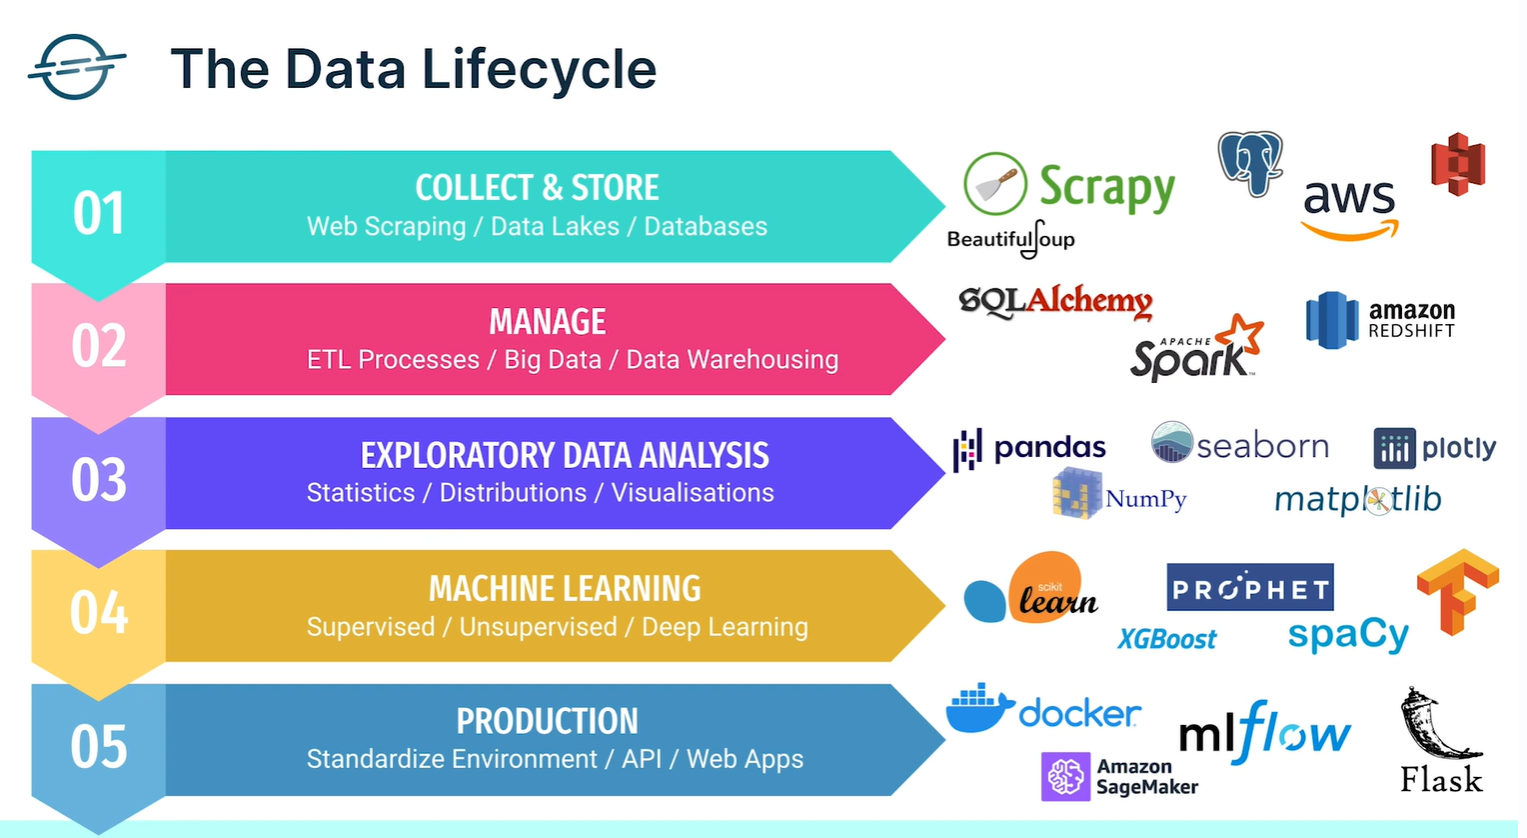 The Data Lifecycle
01
COLLECT & STORE
Web Scraping / Data Lakes / Databases
Scrapy
BeautifulSoup
aws
02
MANAGE
ETL Processes / Big Data / Data Warehousing
SQLAlchemy
APACHE
Spark™
amazon
REDSHIFT
03
EXPLORATORY DATA ANALYSIS
Statistics / Distributions / Visualisations
pandas
seaborn
plotly
NumPy
matplotlib
04
MACHINE LEARNING
Supervised / Unsupervised / Deep Learning
scikit
learn
PROPHET
XGBoost
spaCy
05
PRODUCTION
Standardize Environment / API / Web Apps
docker
mlflow
Amazon
SageMaker
Flask